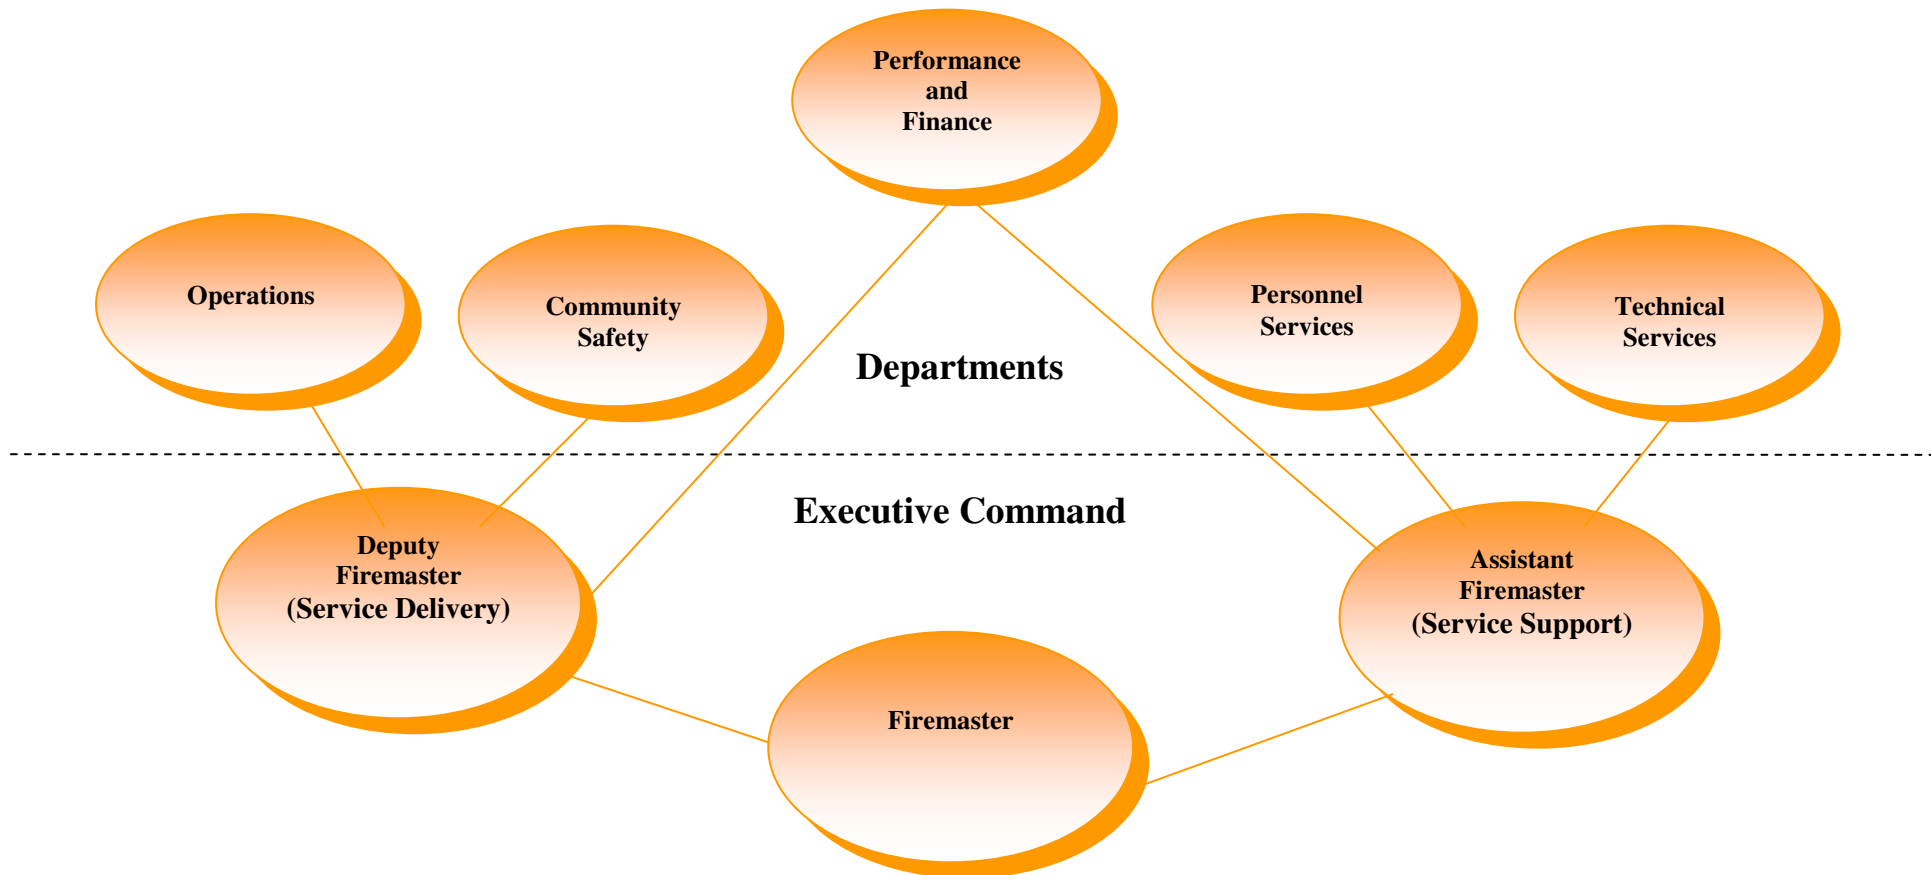 Performance
and
Finance
Operations
Community
Safety
Personnel
Services
Technical
Services
Departments
Executive Command
Deputy
Firemaster
(Service Delivery)
Assistant
Firemaster
(Service Support)
Firemaster